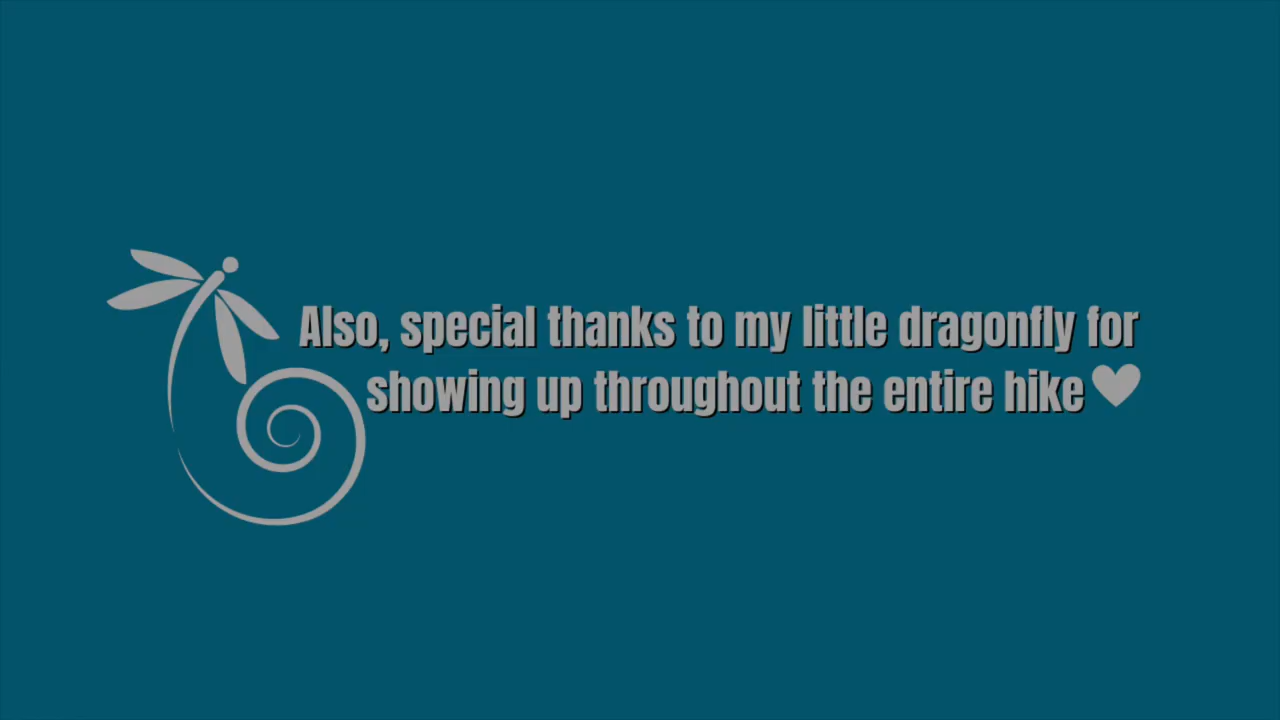 Also, special thanks to my little dragonfly for
showing up throughout the entire hike